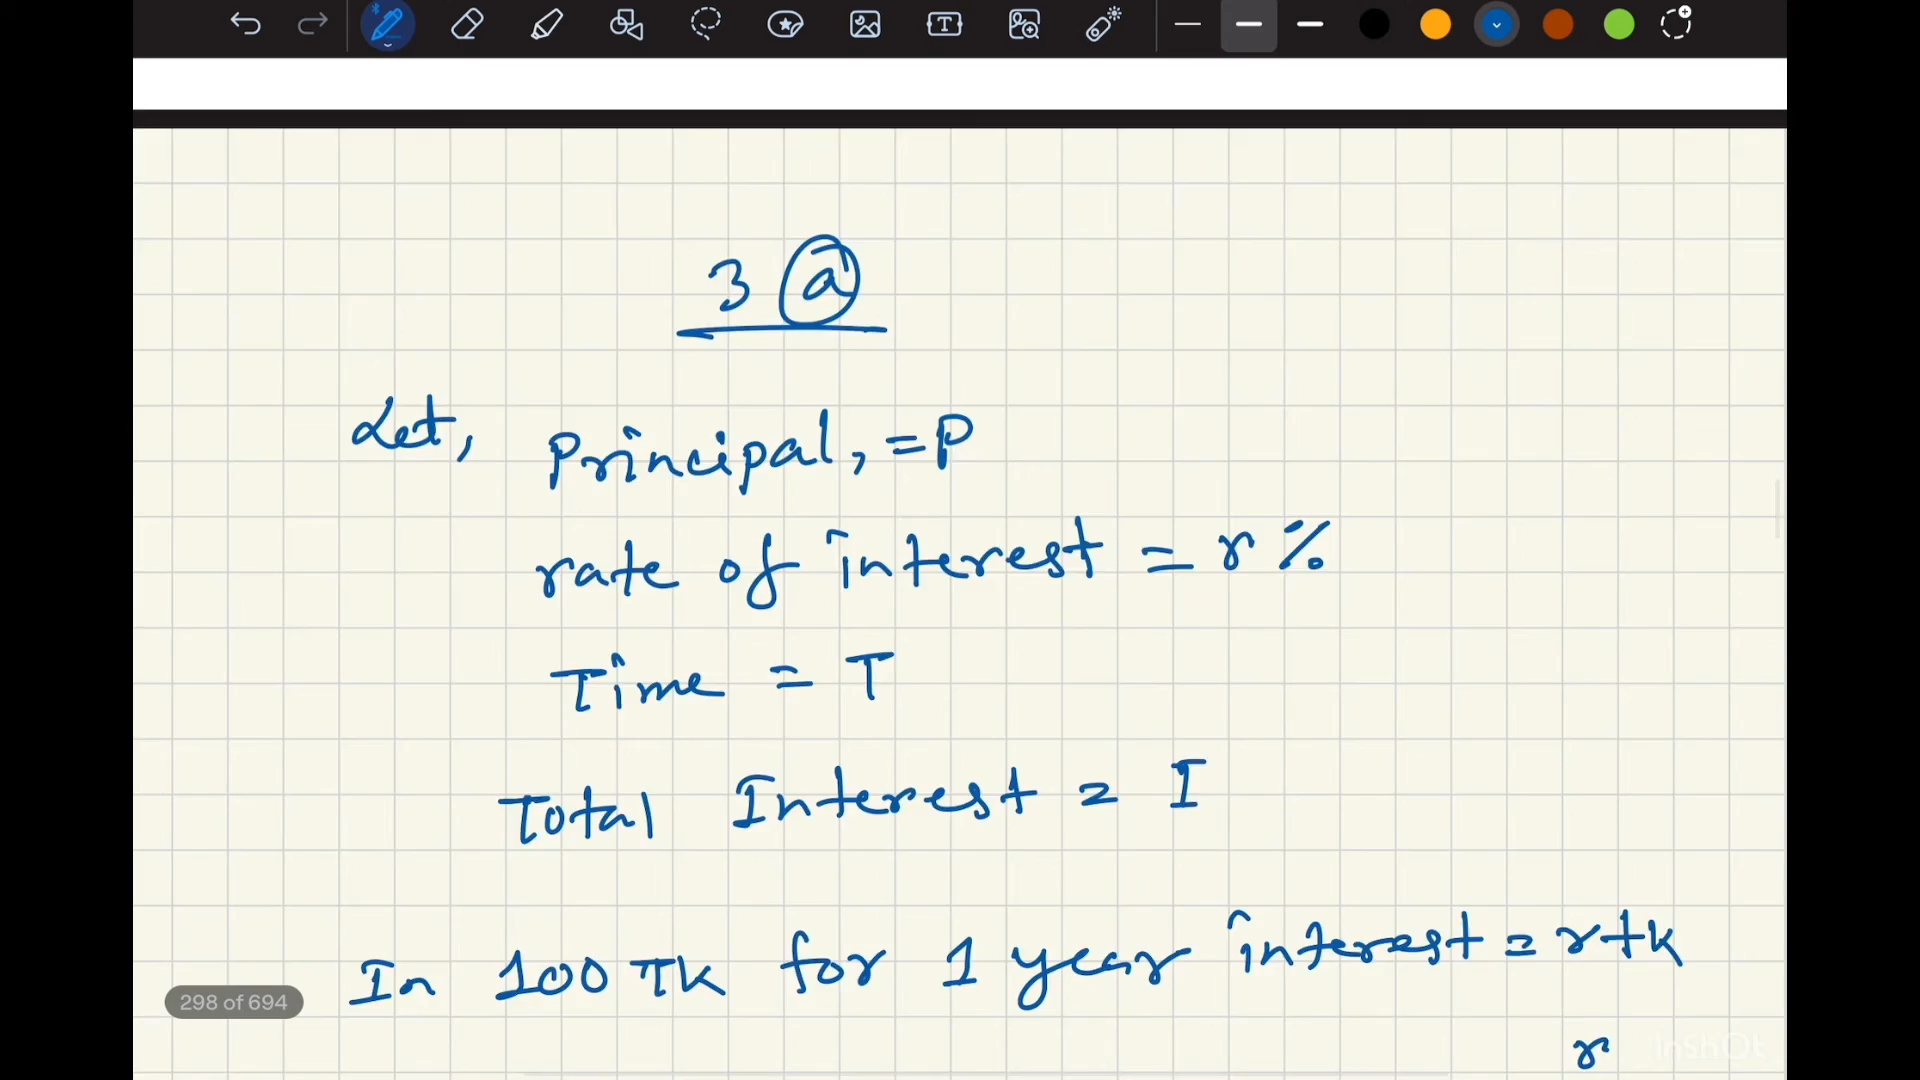 3 a
Let, Principal, = P
rate of interest = r %
Time = T
Total Interest = I
In 100 TK for 1 year interest = r tk
r
298 of 694
InShOt